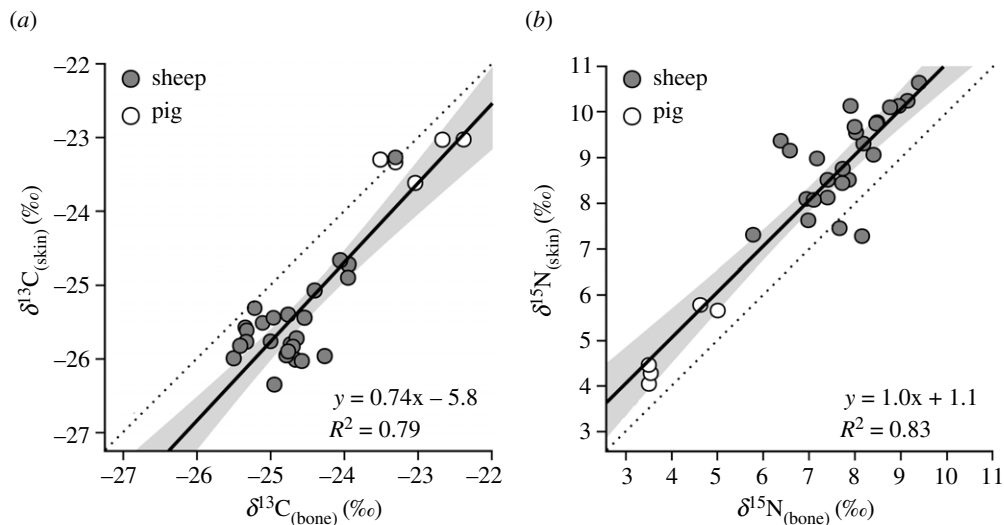 (a)
−22
−23
−24
−25
−26
−27
δ¹³C(skin) (‰)
sheep
pig
y = 0.74x – 5.8
R² = 0.79
−27 −26 −25 −24 −23 −22
δ¹³C(bone) (‰)
(b)
11
10
9
8
7
6
5
4
3
δ¹⁵N(skin) (‰)
sheep
pig
y = 1.0x + 1.1
R² = 0.83
3 4 5 6 7 8 9 10 11
δ¹⁵N(bone) (‰)